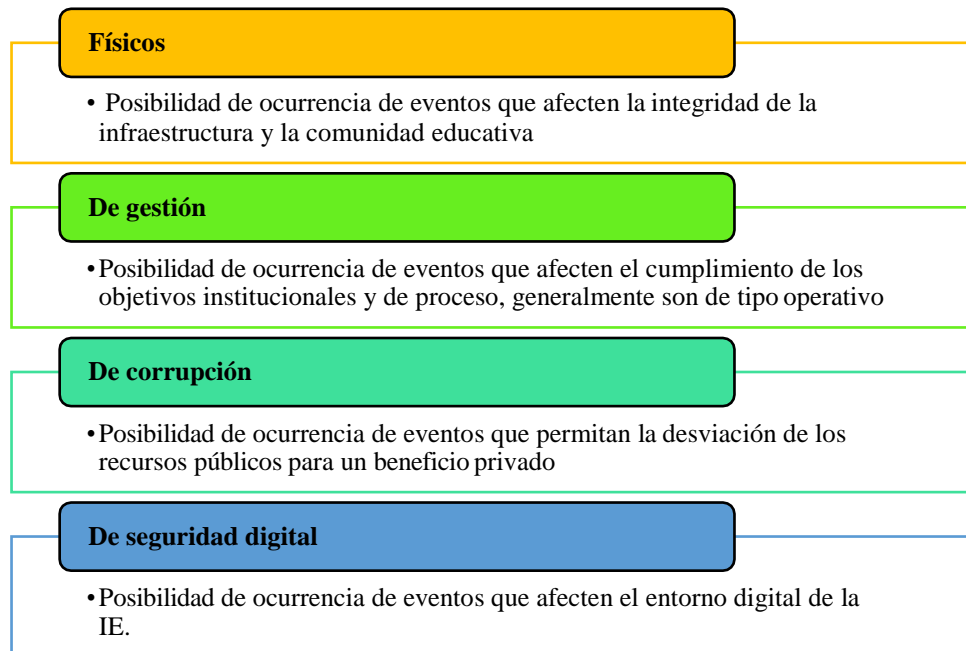 Físicos
• Posibilidad de ocurrencia de eventos que afecten la integridad de la
infraestructura y la comunidad educativa
De gestión
•Posibilidad de ocurrencia de eventos que afecten el cumplimiento de los
objetivos institucionales y de proceso, generalmente son de tipo operativo
De corrupción
•Posibilidad de ocurrencia de eventos que permitan la desviación de los
recursos públicos para un beneficio privado
De seguridad digital
•Posibilidad de ocurrencia de eventos que afecten el entorno digital de la
IE.